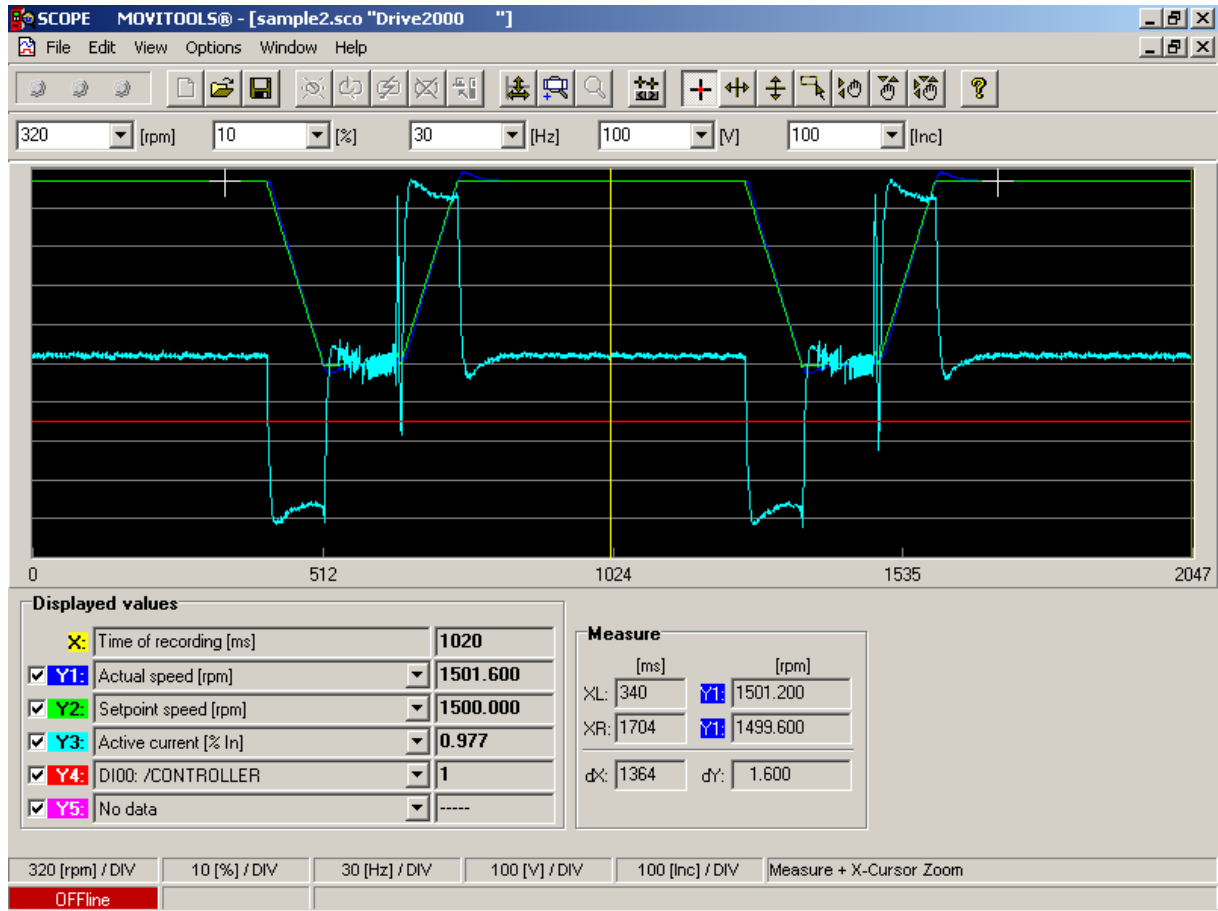 SCOPE MOVITOOLS® - [sample2.sco "Drive2000 "]
File Edit View Options Window Help
320 [rpm] 10 [%] 30 [Hz] 100 [V] 100 [Inc]
0 512 1024 1535 2047
Displayed values
X: Time of recording [ms] 1020
Y1: Actual speed [rpm] 1501.600
Y2: Setpoint speed [rpm] 1500.000
Y3: Active current [% In] 0.977
Y4: DI00: /CONTROLLER 1
Y5: No data -----
Measure
[ms] [rpm]
XL: 340 Y1: 1501.200
XR: 1704 Y1: 1499.600
dX: 1364 dY: 1.600
320 [rpm] / DIV 10 [%] / DIV 30 [Hz] / DIV 100 [V] / DIV 100 [Inc] / DIV Measure + X-Cursor Zoom
OFFline